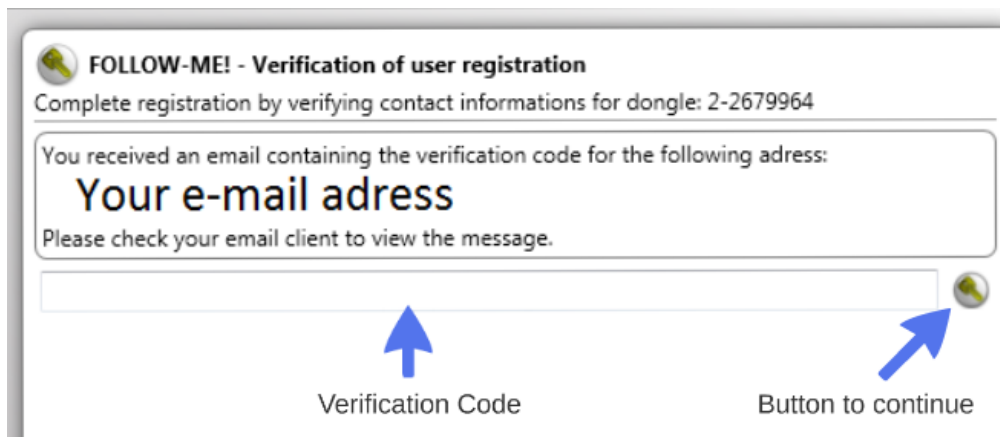 FOLLOW-ME! - Verification of user registration
Complete registration by verifying contact informations for dongle: 2-2679964
You received an email containing the verification code for the following adress:
Your e-mail adress
Please check your email client to view the message.
Verification Code
Button to continue